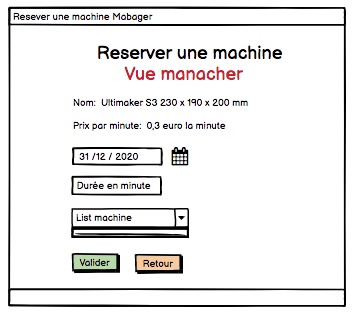 Resever une machine Mabager
Reserver une machine
Vue manacher
Nom: Ultimaker S3 230 x 190 x 200 mm
Prix par minute: 0,3 euro la minute
31 /12 / 2020
Durée en minute
List machine
Valider Retour